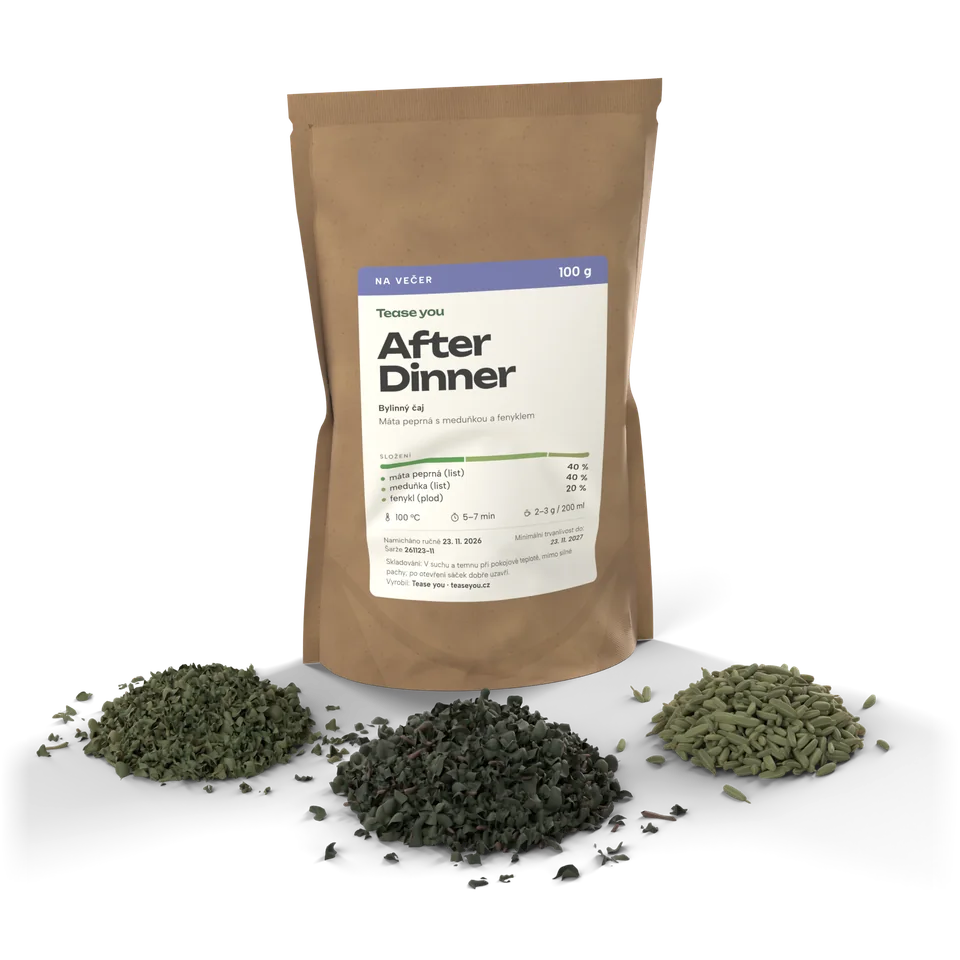 NA VEČER 100 g
Tease you
After
Dinner
Bylinný čaj
Máta peprná s meduňkou a fenyklem
SLOŽENÍ
máta peprná (list) 40 %
meduňka (list) 40 %
fenykl (plod) 20 %
100 °C 5–7 min 2–3 g / 200 ml
Namícháno ručně 23. 11. 2026 Minimální trvanlivost do:
Šarže 261123-11 23. 11. 2027
Skladování: V suchu a temnu při pokojové teplotě, mimo silné
pachy, po otevření sáček dobře uzavři.
Vyrobil: Tease you · teaseyou.cz